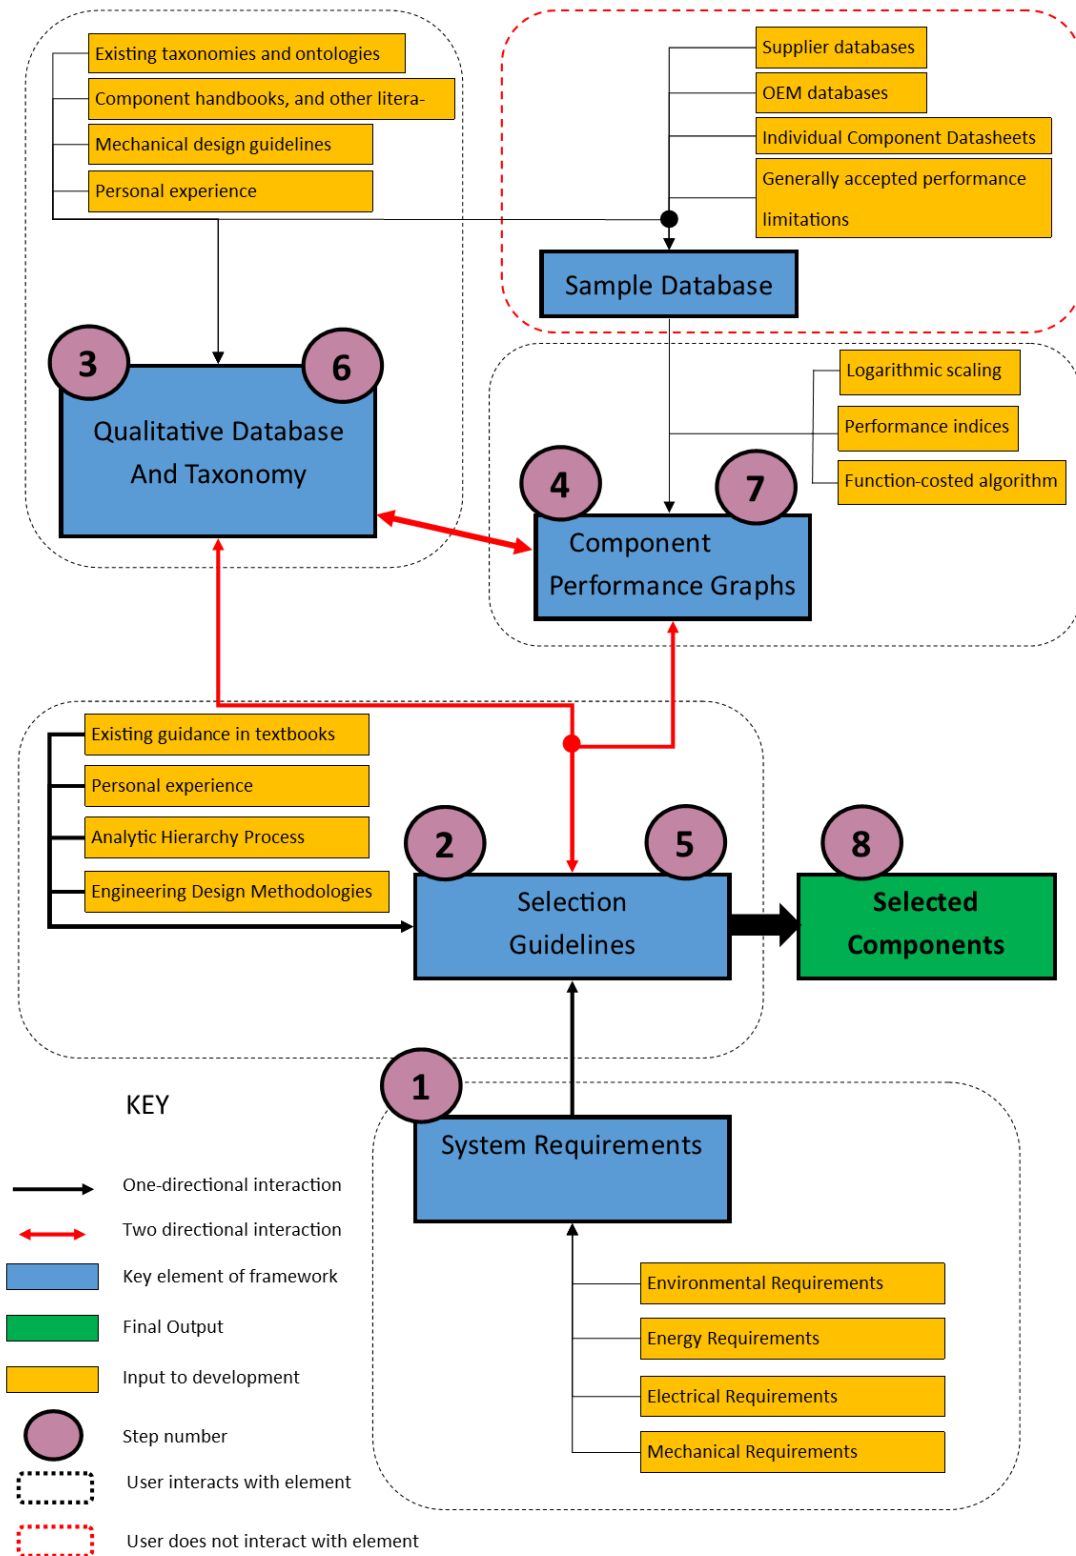 Existing taxonomies and ontologies
Component handbooks, and other litera-
Mechanical design guidelines
Personal experience
Supplier databases
OEM databases
Individual Component Datasheets
Generally accepted performance
limitations
Sample Database
3
6
Qualitative Database
And Taxonomy
Logarithmic scaling
Performance indices
Function-costed algorithm
4
7
Component
Performance Graphs
Existing guidance in textbooks
Personal experience
Analytic Hierarchy Process
Engineering Design Methodologies
2
5
Selection
Guidelines
8
Selected
Components
1
System Requirements
Environmental Requirements
Energy Requirements
Electrical Requirements
Mechanical Requirements
KEY
One-directional interaction
Two directional interaction
Key element of framework
Final Output
Input to development
Step number
User interacts with element
User does not interact with element